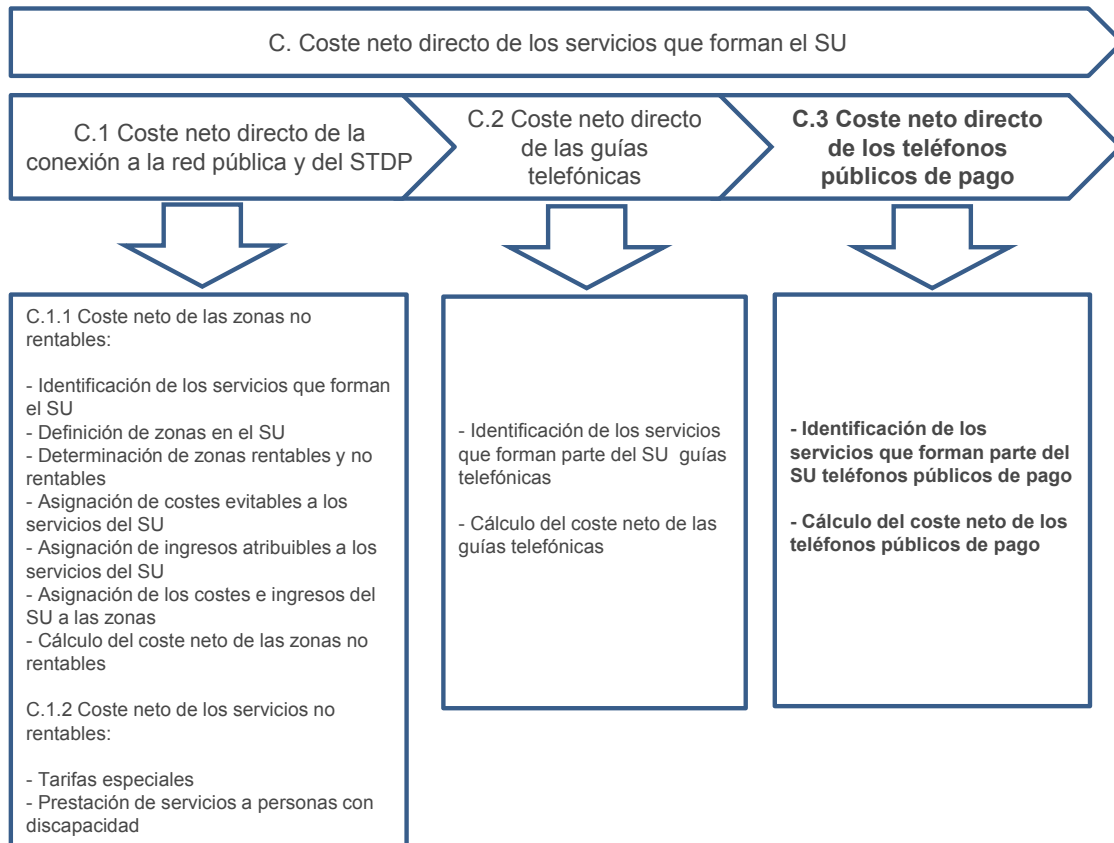 C. Coste neto directo de los servicios que forman el SU
C.1 Coste neto directo de la
conexión a la red pública y del STDP
C.2 Coste neto directo
de las guías
telefónicas
C.3 Coste neto directo
de los teléfonos
públicos de pago
C.1.1 Coste neto de las zonas no
rentables:
- Identificación de los servicios que forman
el SU
- Definición de zonas en el SU
- Determinación de zonas rentables y no
rentables
- Asignación de costes evitables a los
servicios del SU
- Asignación de ingresos atribuibles a los
servicios del SU
- Asignación de los costes e ingresos del
SU a las zonas
- Cálculo del coste neto de las zonas no
rentables
C.1.2 Coste neto de los servicios no
rentables:
- Tarifas especiales
- Prestación de servicios a personas con
discapacidad
- Identificación de los servicios
que forman parte del SU guías
telefónicas
- Cálculo del coste neto de las
guías telefónicas
- Identificación de los
servicios que forman parte del
SU teléfonos públicos de pago
- Cálculo del coste neto de los
teléfonos públicos de pago